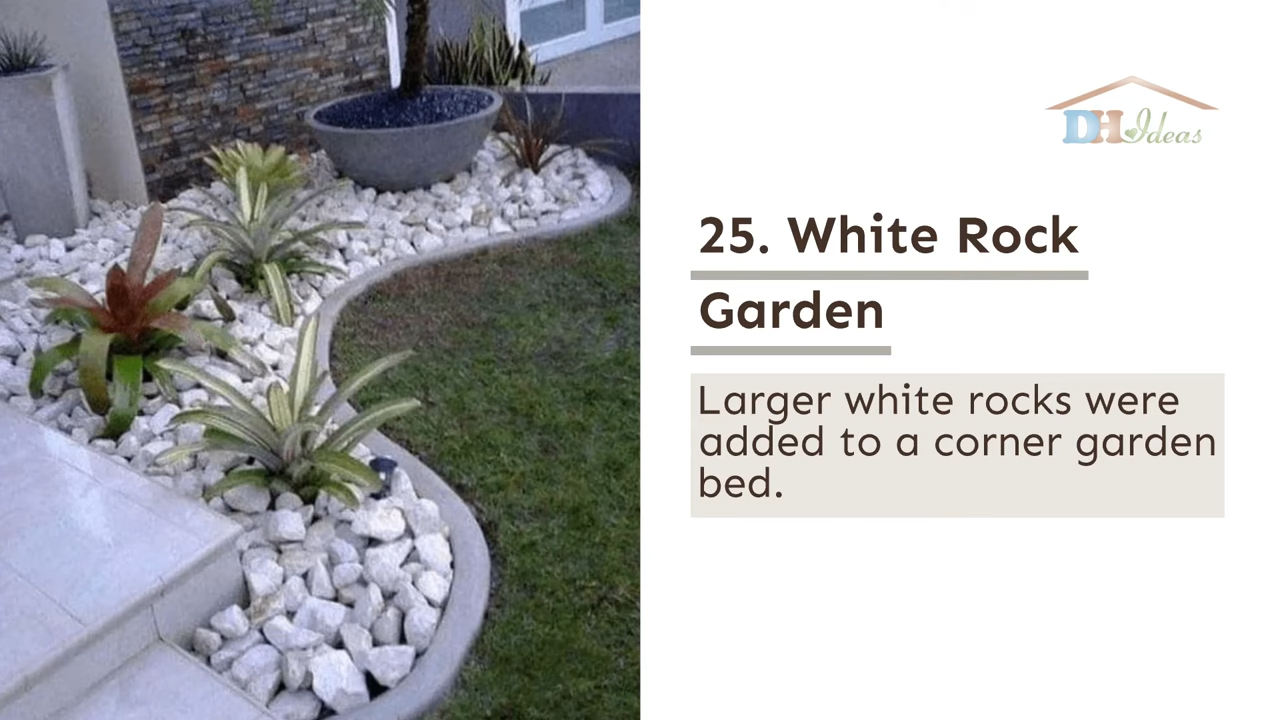 DH Ideas
25. White Rock
Garden
Larger white rocks were
added to a corner garden
bed.